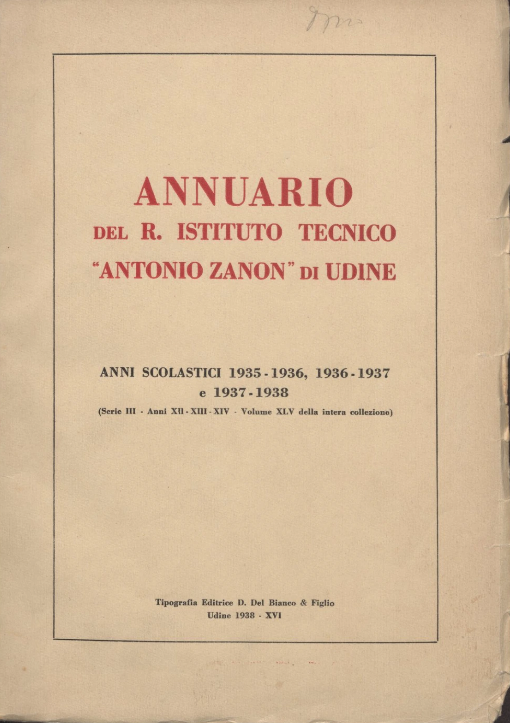 ANNUARIO
DEL R. ISTITUTO TECNICO
“ANTONIO ZANON” DI UDINE
ANNI SCOLASTICI 1935-1936, 1936-1937
e 1937-1938
(Serie III - Anni XII-XIII-XIV - Volume XLV della intera collezione)
Tipografia Editrice D. Del Bianco & Figlio
Udine 1938 - XVI